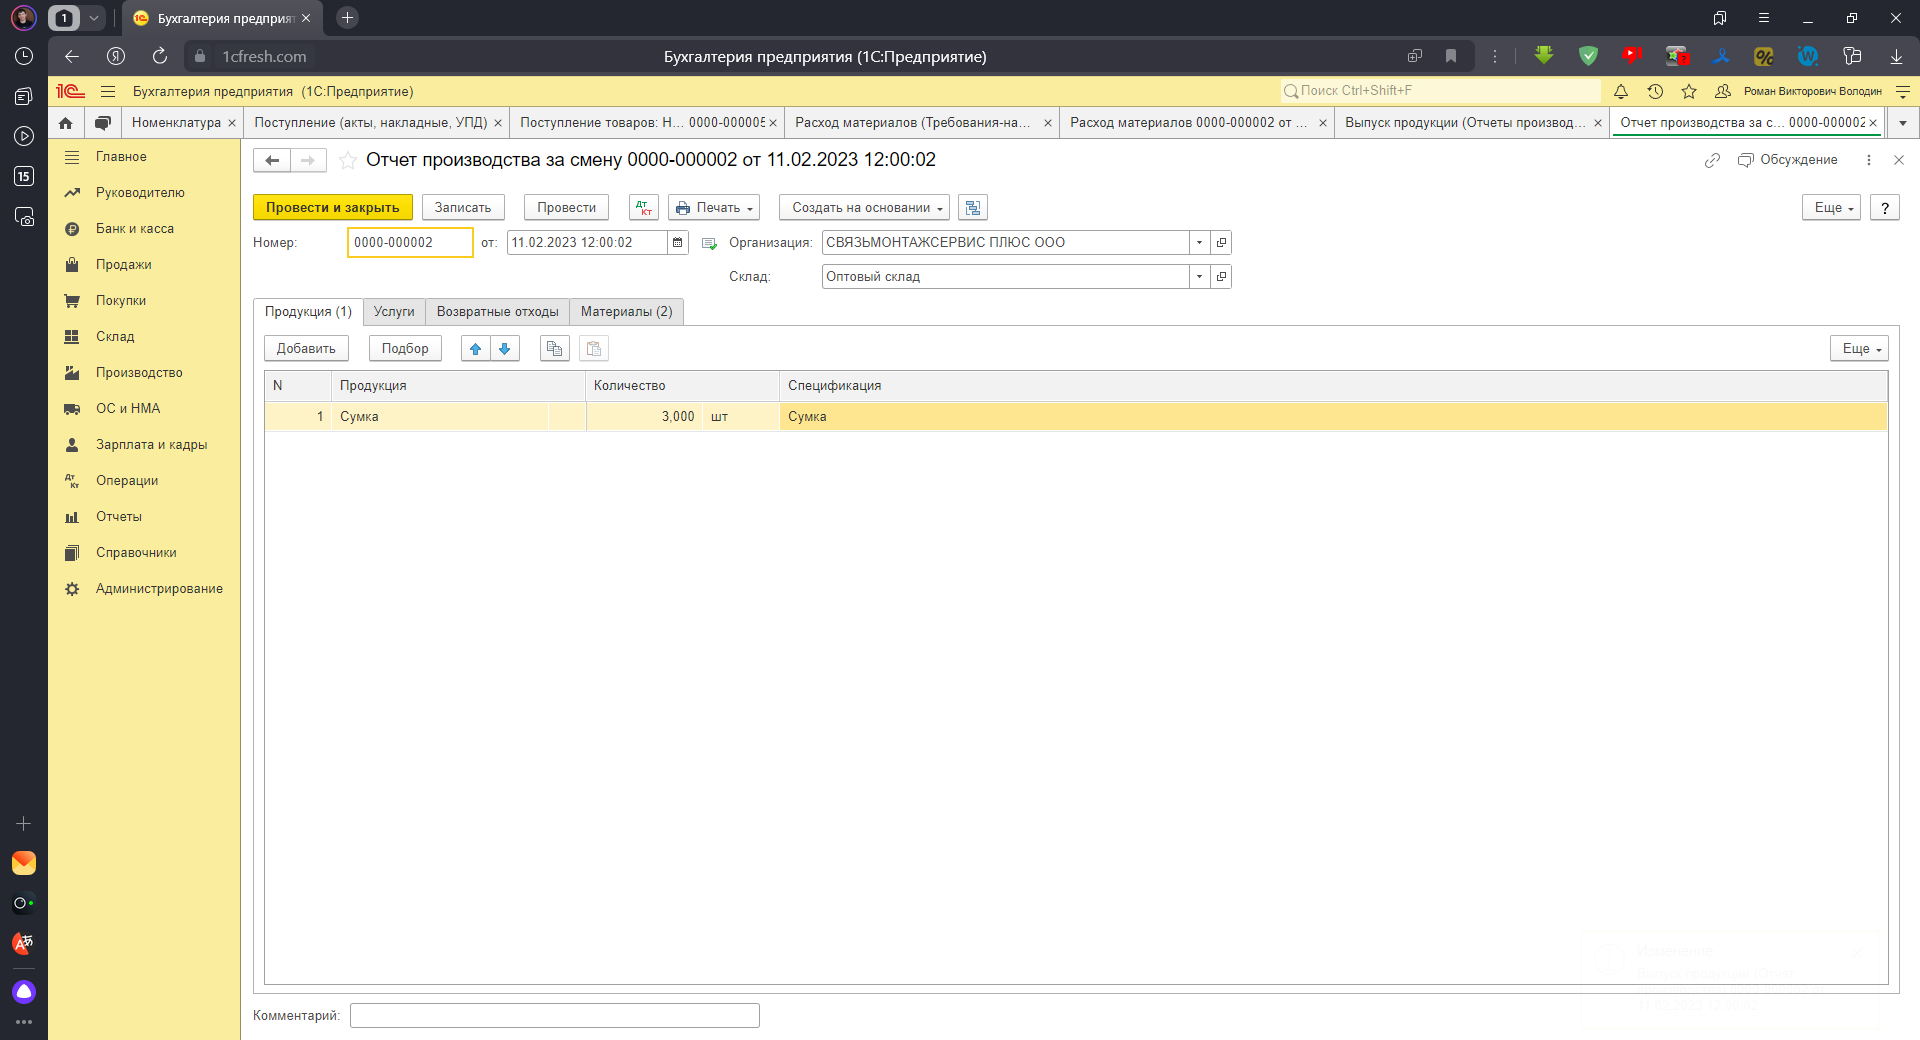 1
Бухгалтерия предприят
1cfresh.com
Бухгалтерия предприятия (1С:Предприятие)
Бухгалтерия предприятия (1С:Предприятие)
Поиск Ctrl+Shift+F
Роман Викторович Володин
Номенклатура
Поступление (акты, накладные, УПД)
Поступление товаров: Н... 0000-000005
Расход материалов (Требования-на...
Расход материалов 0000-000002 от ...
Выпуск продукции (Отчеты производ...
Отчет производства за с... 0000-000002
15
Главное
Руководителю
Банк и касса
Продажи
Покупки
Склад
Производство
ОС и НМА
Зарплата и кадры
Операции
Отчеты
Справочники
Администрирование
Отчет производства за смену 0000-000002 от 11.02.2023 12:00:02
Обсуждение
Провести и закрыть
Записать
Провести
Дт
Кт
Печать
Создать на основании
Еще
?
Номер:
0000-000002
от:
11.02.2023 12:00:02
Организация:
СВЯЗЬМОНТАЖСЕРВИС ПЛЮС ООО
Склад:
Оптовый склад
Продукция (1)
Услуги
Возвратные отходы
Материалы (2)
Добавить
Подбор
Еще
N
Продукция
Количество
Спецификация
1
Сумка
3,000
шт
Сумка
Комментарий: